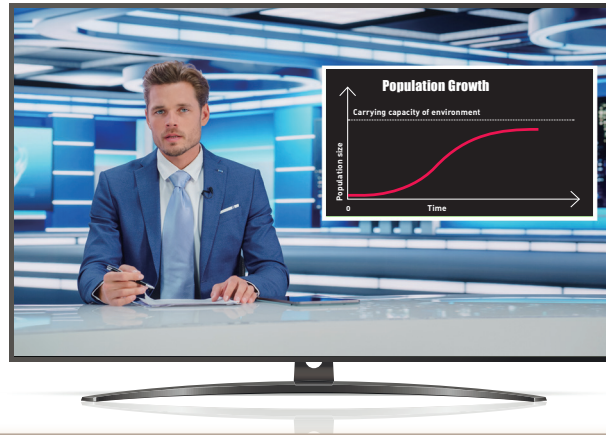 Population Growth
Carrying capacity of environment
Population size
0
Time